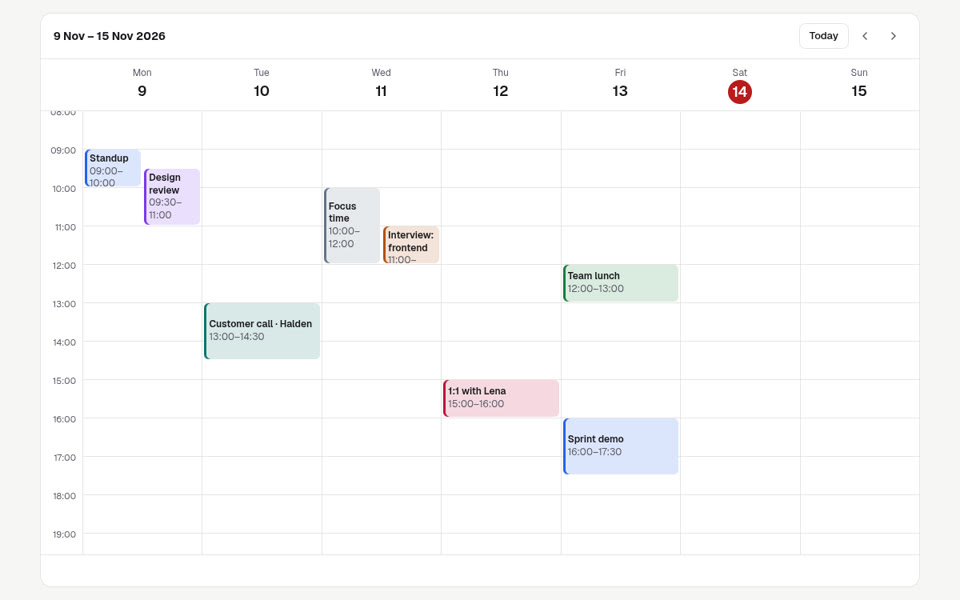 9 Nov – 15 Nov 2026
Today
Mon
9
Tue
10
Wed
11
Thu
12
Fri
13
Sat
14
Sun
15
08:00
09:00
10:00
11:00
12:00
13:00
14:00
15:00
16:00
17:00
18:00
19:00
Standup
09:00–
10:00
Design
review
09:30–
11:00
Customer call · Halden
13:00–14:30
Focus
time
10:00–
12:00
Interview:
frontend
11:00–
1:1 with Lena
15:00–16:00
Team lunch
12:00–13:00
Sprint demo
16:00–17:30